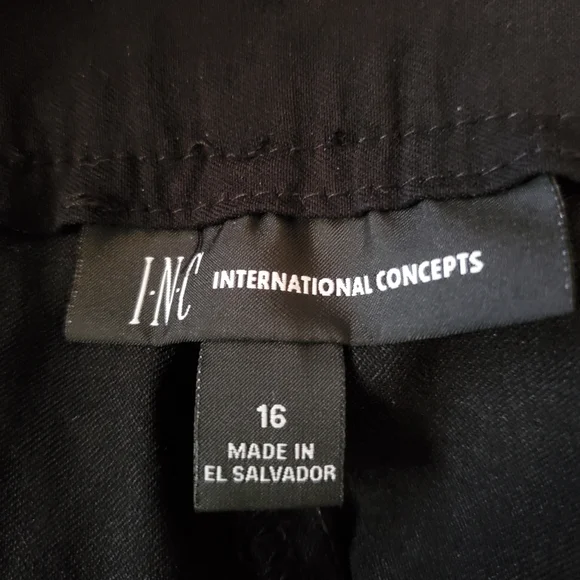 I·N·C INTERNATIONAL CONCEPTS
16
MADE IN
EL SALVADOR